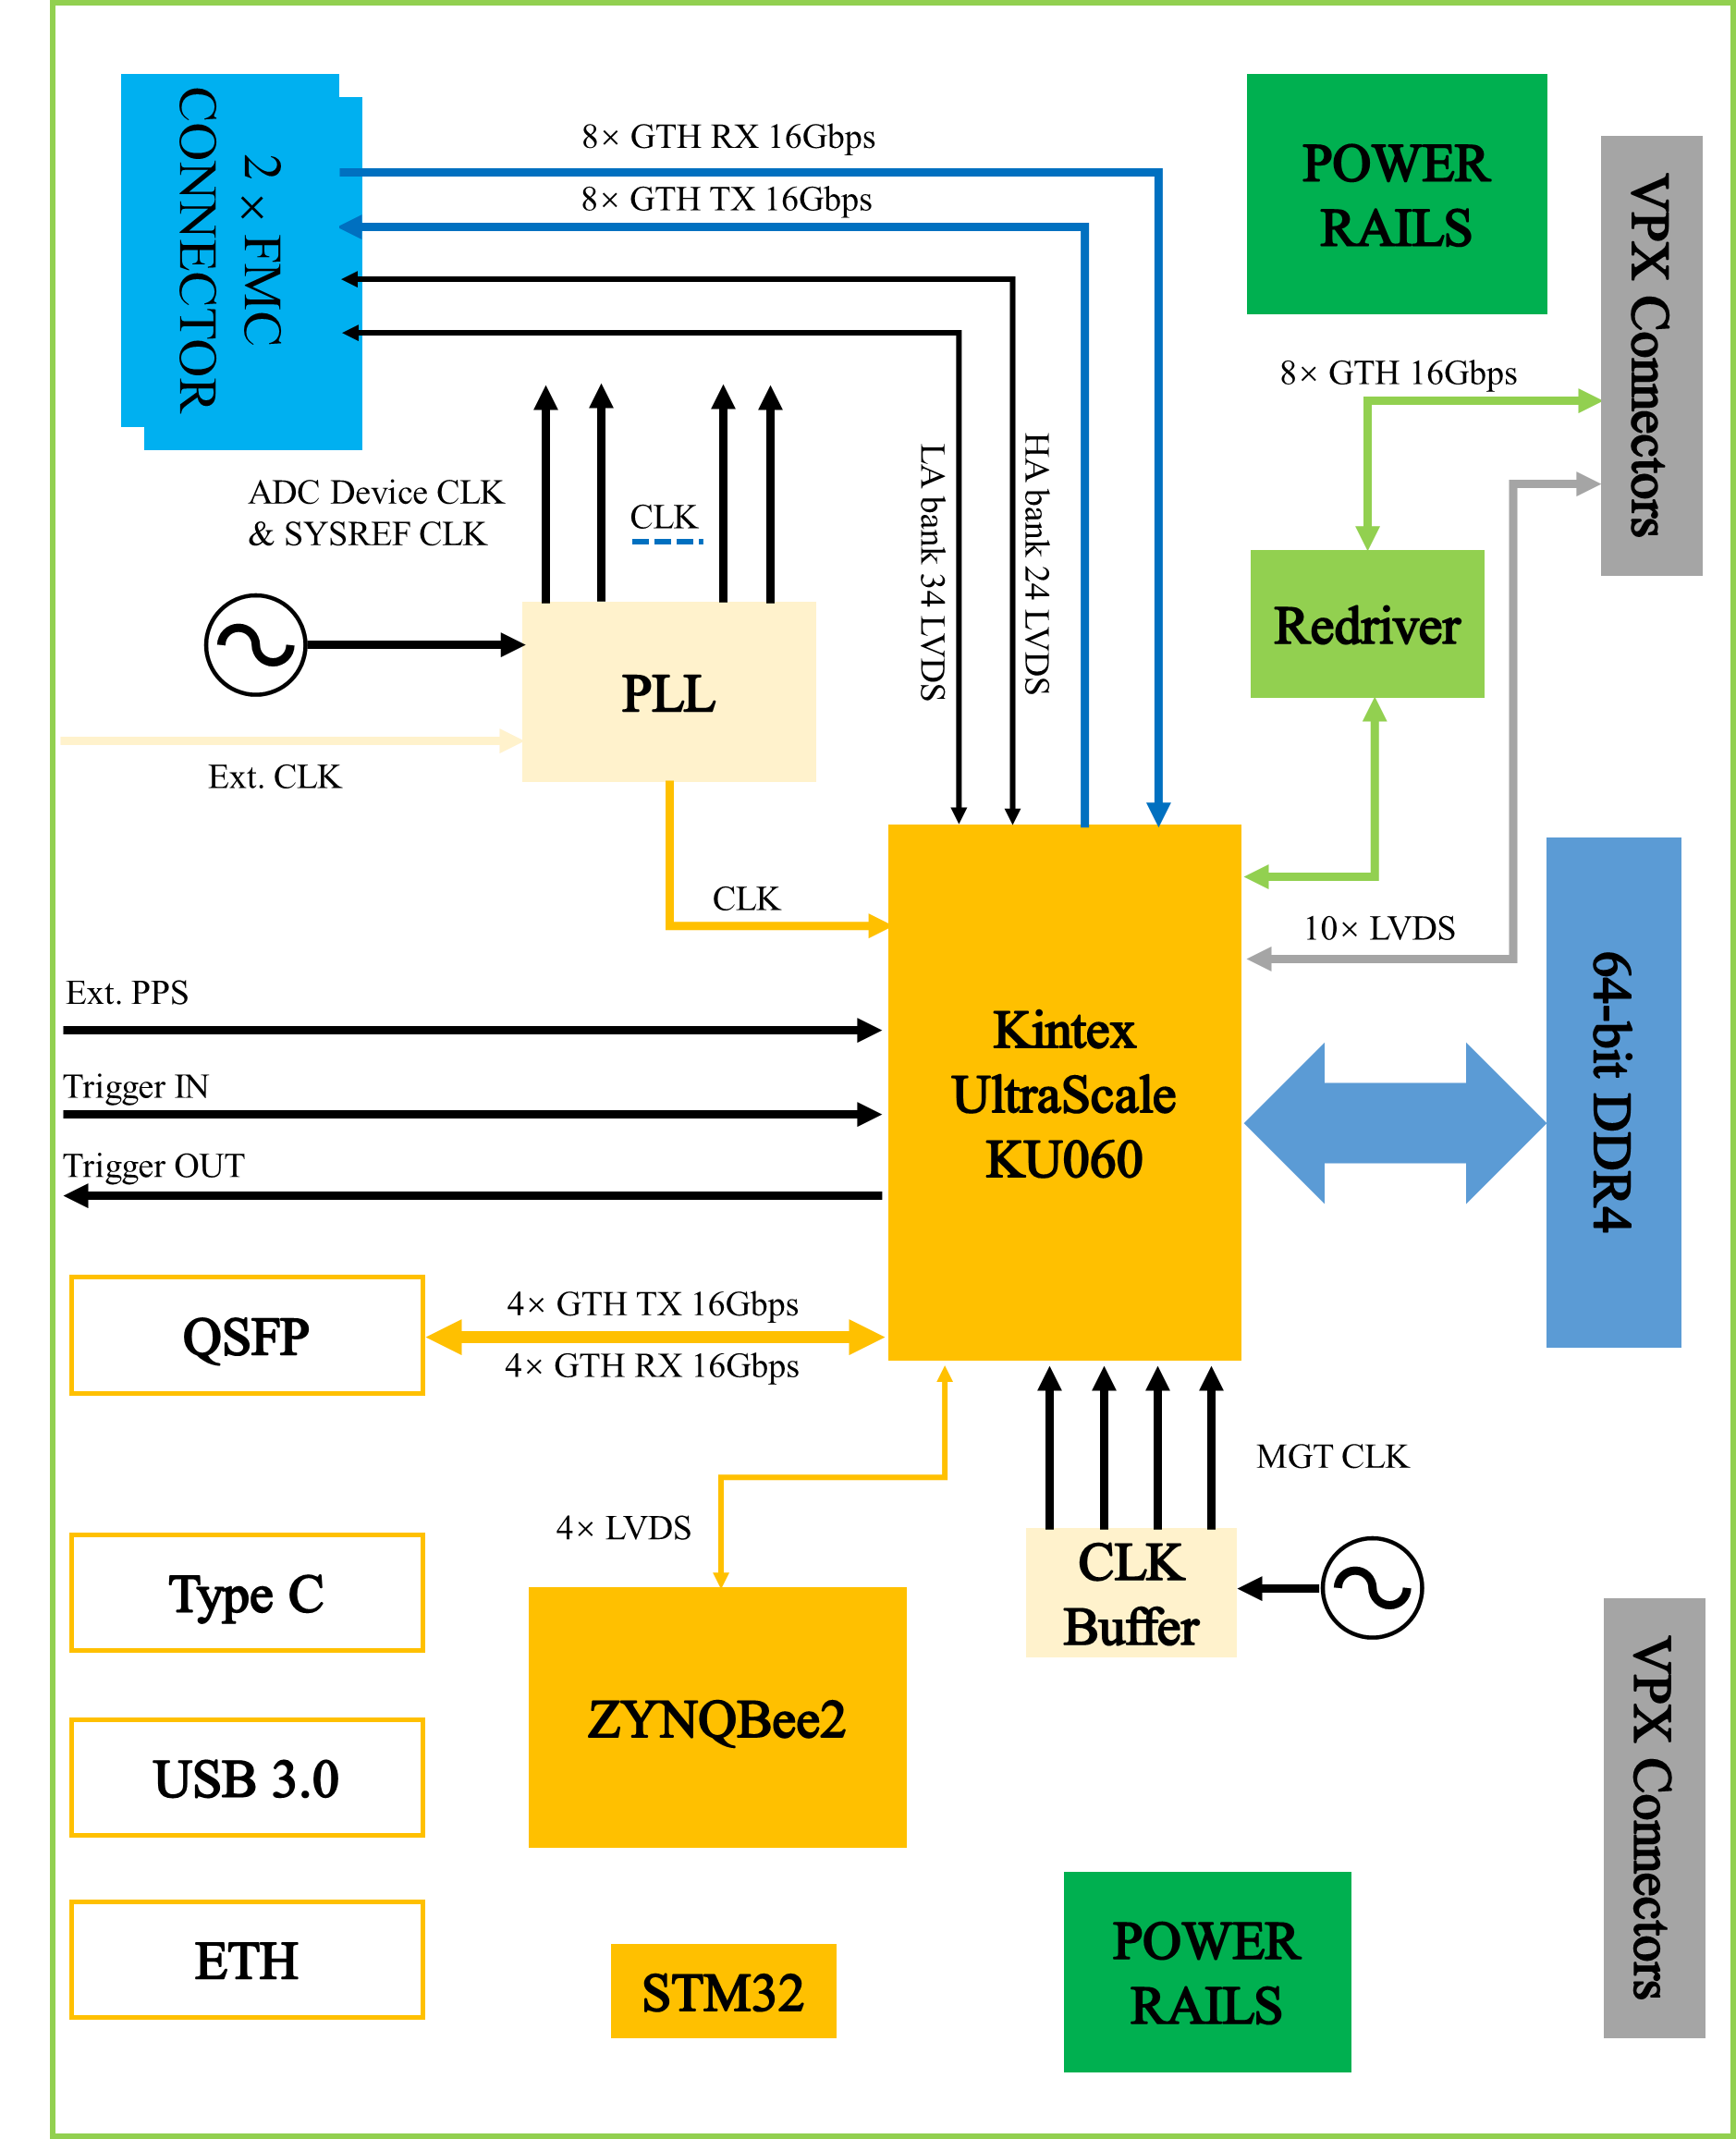 2× FMC
CONNECTOR
8× GTH RX 16Gbps
8× GTH TX 16Gbps
POWER
RAILS
VPX Connectors
8× GTH 16Gbps
LA bank 34 LVDS
HA bank 24 LVDS
ADC Device CLK
& SYSREF CLK
CLK
Redriver
PLL
Ext. CLK
CLK
10× LVDS
64-bit DDR4
Ext. PPS
Kintex
UltraScale
KU060
Trigger IN
Trigger OUT
QSFP
4× GTH TX 16Gbps
4× GTH RX 16Gbps
MGT CLK
4× LVDS
CLK
Buffer
Type C
ZYNQBee2
USB 3.0
VPX Connectors
ETH
STM32
POWER
RAILS